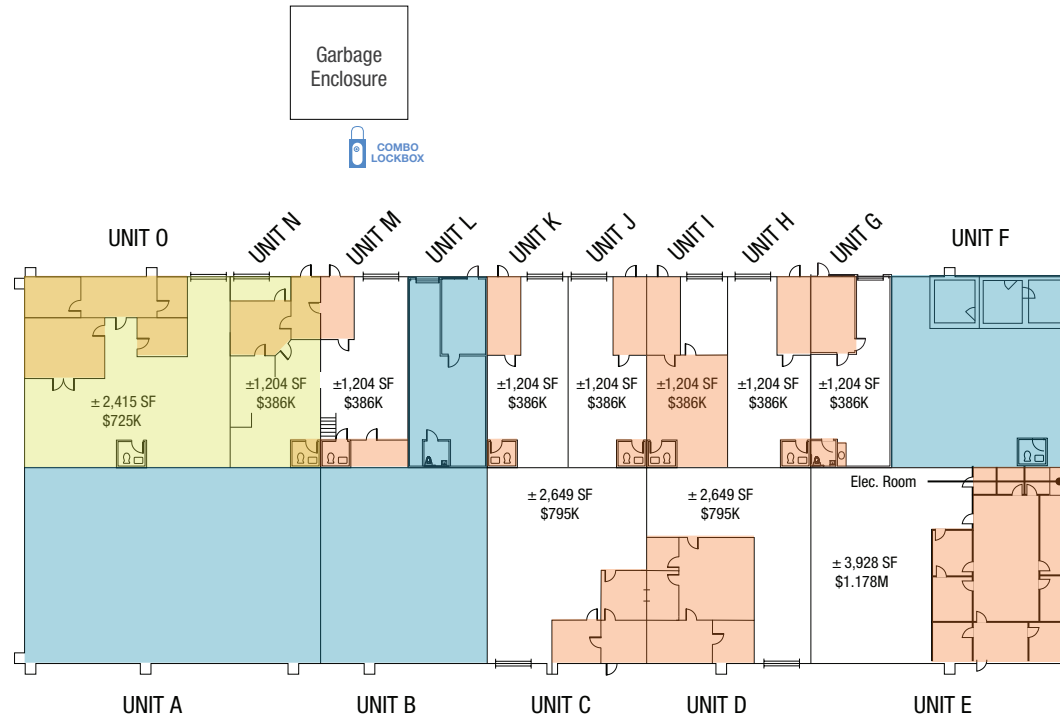 Garbage
Enclosure
COMBO
LOCKBOX
UNIT O
UNIT N
UNIT M
UNIT L
UNIT K
UNIT J
UNIT I
UNIT H
UNIT G
UNIT F
± 2,415 SF
$725K
±1,204 SF
$386K
±1,204 SF
$386K
±1,204 SF
$386K
±1,204 SF
$386K
±1,204 SF
$386K
±1,204 SF
$386K
±1,204 SF
$386K
± 2,649 SF
$795K
± 2,649 SF
$795K
Elec. Room
± 3,928 SF
$1.178M
UNIT A
UNIT B
UNIT C
UNIT D
UNIT E